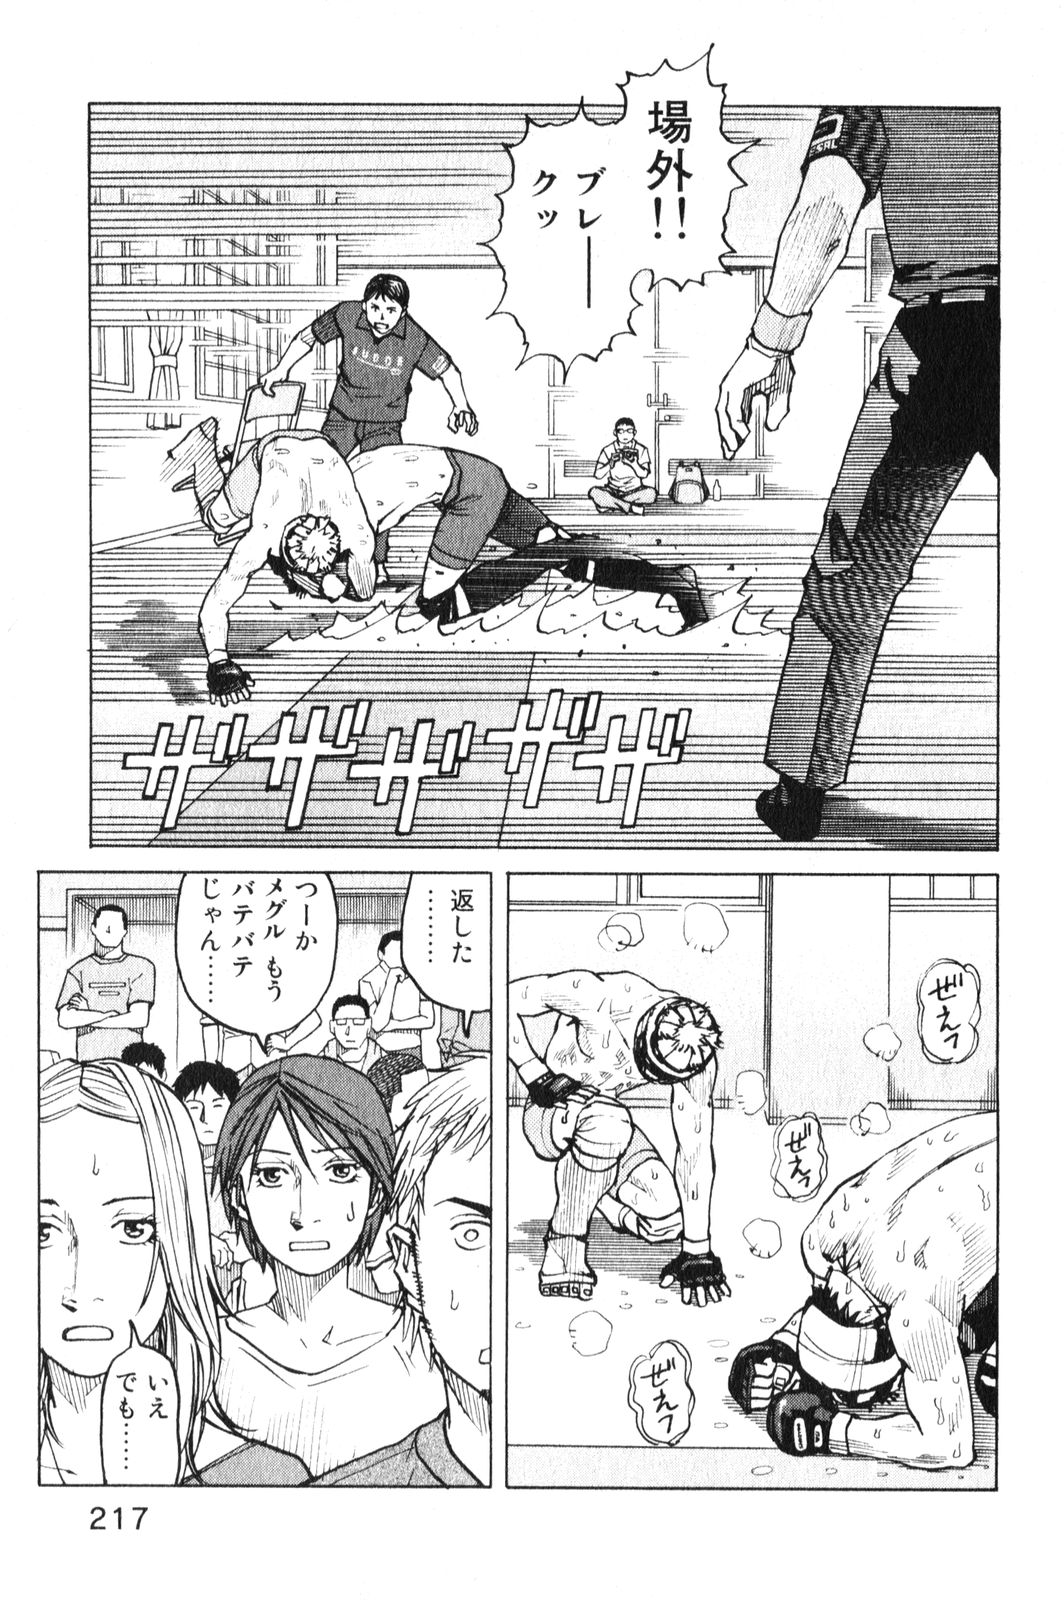 場外!!
ブレー
クッ
ザザザザザ
ぜえっ
ぜえっ
ぜえっ
返した
………
つーか
メグル もう
バテバテ
じゃん……
いえ
でも……
217